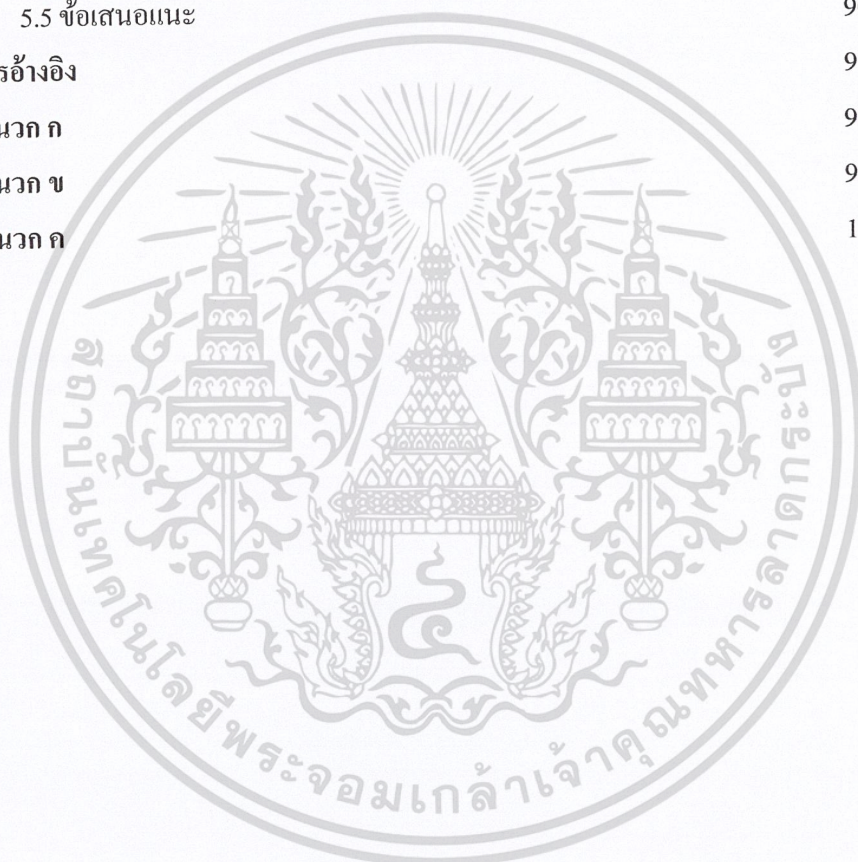 5.5 ข้อเสนอแนะ 9
รอ้างอิง 9
นวก ก 9
นวก ข 9
นวก ค 1
สถาบันเทคโนโลยีพระจอมเกล้าเจ้าคุณทหารลาดกระบัง